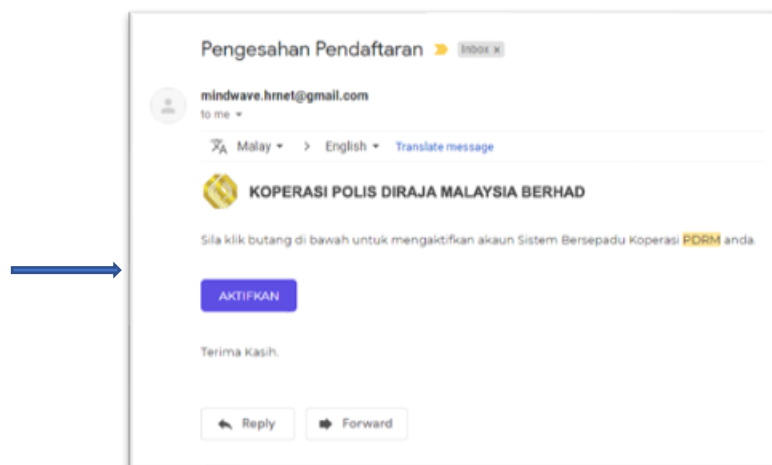 Pengesahan Pendaftaran Inbox x
mindwave.hrnet@gmail.com
to me
Malay > English Translate message
KOPERASI POLIS DIRAJA MALAYSIA BERHAD
Sila klik butang di bawah untuk mengaktifkan akaun Sistem Bersepadu Koperasi PDRM anda.
AKTIFKAN
Terima Kasih.
Reply Forward